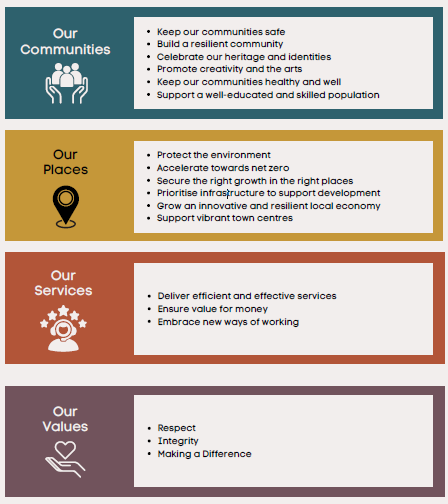 Our
Communities
• Keep our communities safe
• Build a resilient community
• Celebrate our heritage and identities
• Promote creativity and the arts
• Keep our communities healthy and well
• Support a well-educated and skilled population
Our
Places
• Protect the environment
• Accelerate towards net zero
• Secure the right growth in the right places
• Prioritise infrastructure to support development
• Grow an innovative and resilient local economy
• Support vibrant town centres
Our
Services
• Deliver efficient and effective services
• Ensure value for money
• Embrace new ways of working
Our
Values
• Respect
• Integrity
• Making a Difference